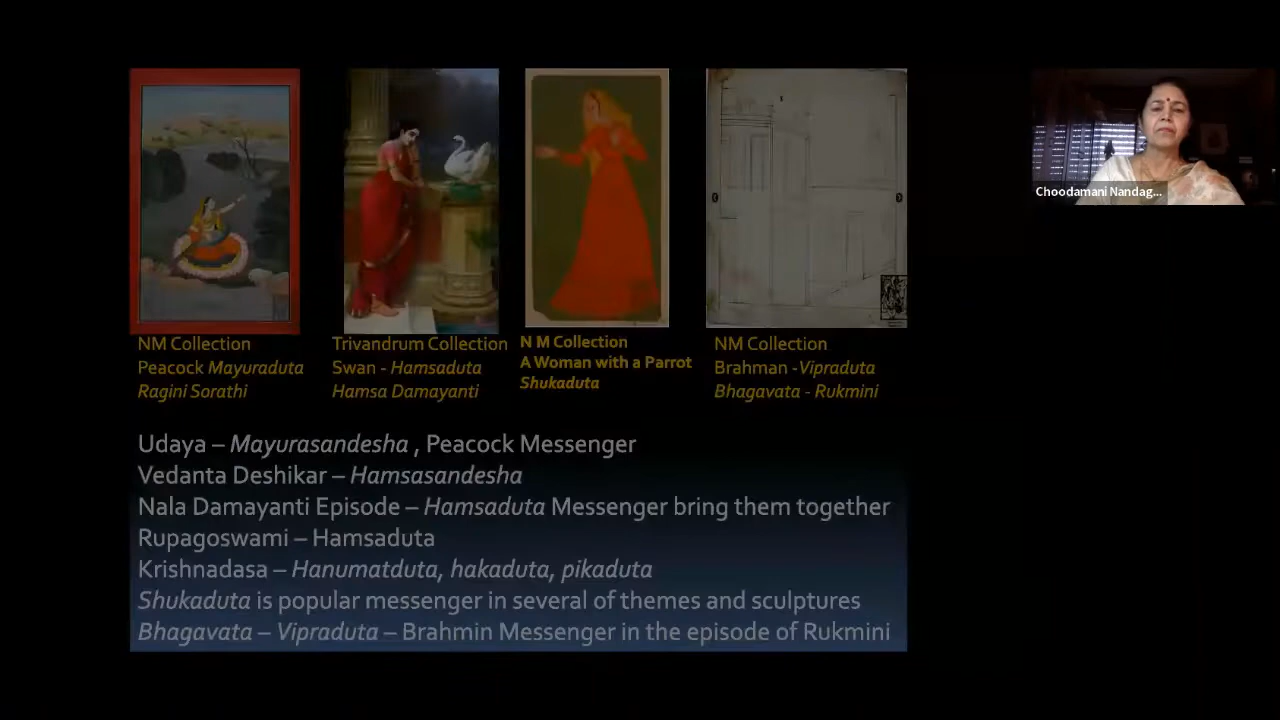 NM Collection
Peacock Mayuraduta
Ragini Sorathi
Trivandrum Collection
Swan - Hamsaduta
Hamsa Damayanti
N M Collection
A Woman with a Parrot
Shukaduta
NM Collection
Brahman -Vipraduta
Bhagavata - Rukmini
Choodamani Nandag...
Udaya – Mayurasandesha , Peacock Messenger
Vedanta Deshikar – Hamsasandesha
Nala Damayanti Episode – Hamsaduta Messenger bring them together
Rupagoswami – Hamsaduta
Krishnadasa – Hanumatduta, hakaduta, pikaduta
Shukaduta is popular messenger in several of themes and sculptures
Bhagavata – Vipraduta – Brahmin Messenger in the episode of Rukmini